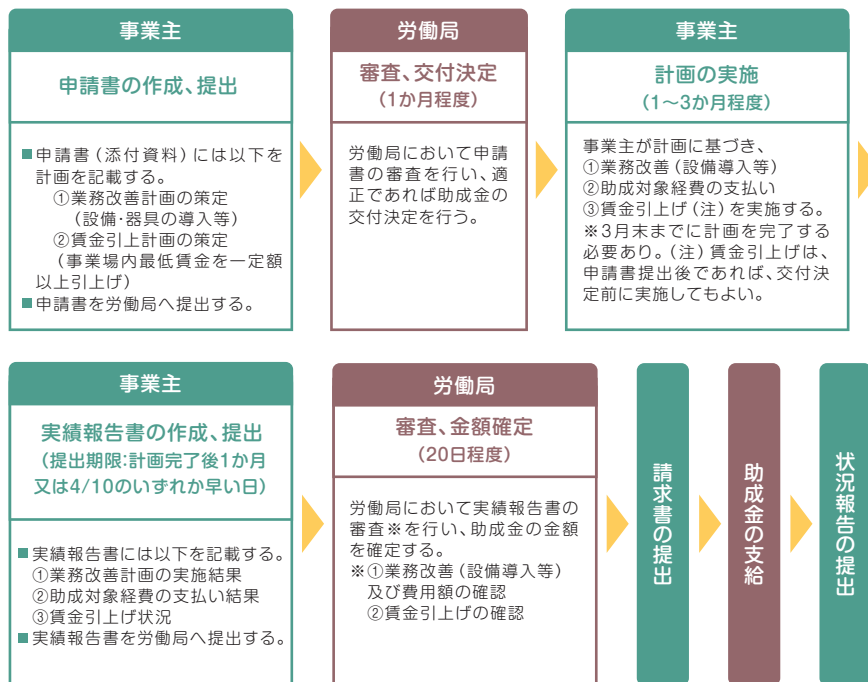 事業主
申請書の作成、提出
■申請書（添付資料）には以下を
計画を記載する。
①業務改善計画の策定
（設備・器具の導入等）
②賃金引上計画の策定
（事業場内最低賃金を一定額
以上引上げ）
■申請書を労働局へ提出する。
労働局
審査、交付決定
（1か月程度）
労働局において申請
書の審査を行い、適
正であれば助成金の
交付決定を行う。
事業主
計画の実施
（1〜3か月程度）
事業主が計画に基づき、
①業務改善（設備導入等）
②助成対象経費の支払い
③賃金引上げ（注）を実施する。
※3月末までに計画を完了する
必要あり。（注）賃金引上げは、
申請書提出後であれば、交付決
定前に実施してもよい。
事業主
実績報告書の作成、提出
（提出期限:計画完了後1か月
又は4/10のいずれか早い日）
■実績報告書には以下を記載する。
①業務改善計画の実施結果
②助成対象経費の支払い結果
③賃金引上げ状況
■実績報告書を労働局へ提出する。
労働局
審査、金額確定
（20日程度）
労働局において実績報告書の
審査※を行い、助成金の金額
を確定する。
※①業務改善（設備導入等）
及び費用額の確認
②賃金引上げの確認
請求書の提出
助成金の支給
状況報告の提出